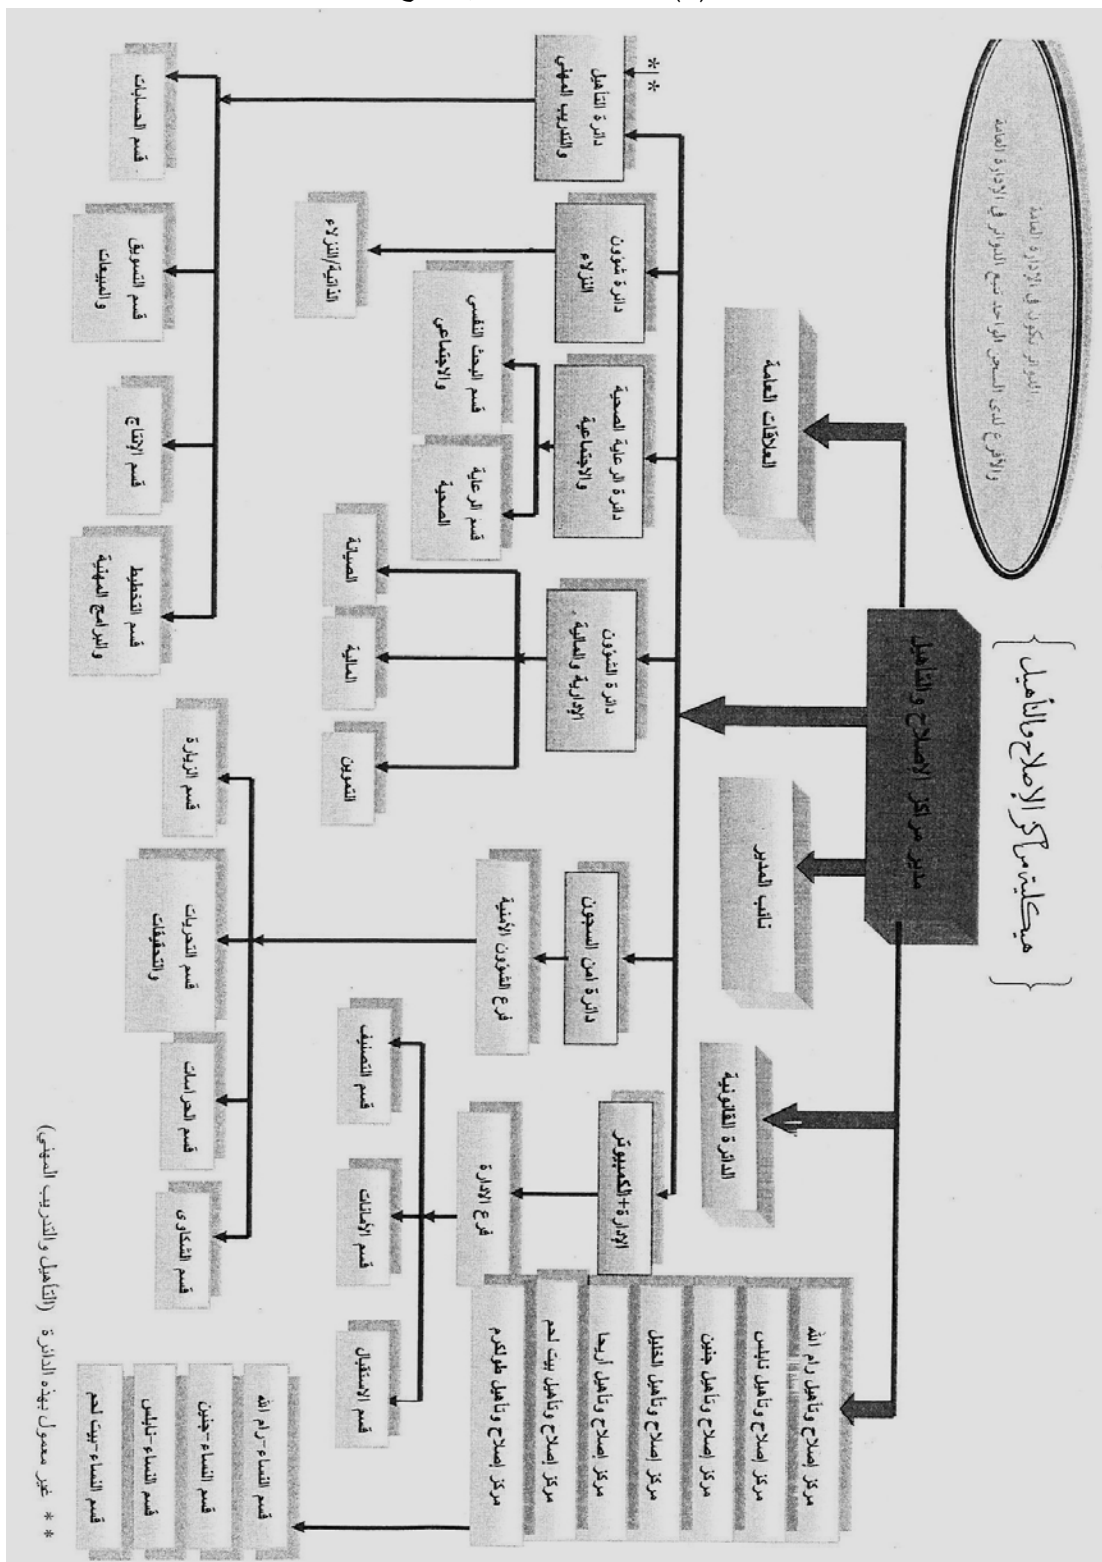 {هيكلية مراكز الإصلاح والتأهيل}
الدوائر تكون في الإدارة العامة
والأفرع لدى السجن الواحد تتبع الدوائر في الإدارة العامة
مدير مراكز الإصلاح والتأهيل
العلاقات العامة
نائب المدير
الدائرة القانونية
مركز إصلاح وتأهيل رام الله
مركز إصلاح وتأهيل نابلس
مركز إصلاح وتأهيل جنين
مركز إصلاح وتأهيل الخليل
مركز إصلاح وتأهيل أريحا
مركز إصلاح وتأهيل بيت لحم
مركز إصلاح وتأهيل طولكرم
**
دائرة التأهيل
والتدريب المهني
دائرة شؤون
النزلاء
دائرة الرعاية الصحية
والاجتماعية
دائرة الشؤون
الإدارية والمالية
دائرة امن السجون
الإدارة+الكمبيوتر
الذاتية/النزلاء
قسم البحث النفسي
والاجتماعي
قسم الرعاية
الصحية
الصيانة
المالية
التموين
فرع الشؤون الأمنية
فرع الادارة
قسم التصنيف
قسم الأمانات
قسم الاستقبال
قسم الحسابات
قسم التسويق
والمبيعات
قسم الإنتاج
قسم التخطيط
والبرامج المهنية
قسم الزيارة
قسم التحريات
والتحقيقات
قسم الحراسات
قسم الشكاوى
قسم النساء-رام الله
قسم النساء-جنين
قسم النساء-نابلس
قسم النساء-بيت لحم
** غير معمول بهذه الدائرة (التأهيل والتدريب المهني)